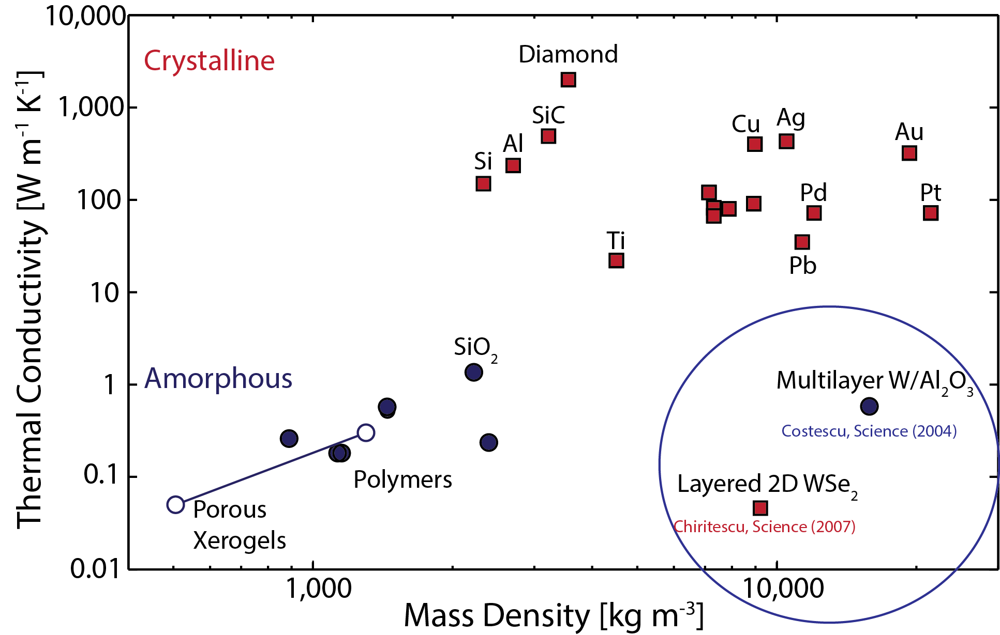 10,000
1,000
100
10
1
0.1
0.01
Thermal Conductivity [W m⁻¹ K⁻¹]
Crystalline
Diamond
SiC
Al
Si
Cu
Ag
Au
Pd
Pt
Ti
Pb
SiO₂
Amorphous
Multilayer W/Al₂O₃
Costescu, Science (2004)
Polymers
Layered 2D WSe₂
Chiritescu, Science (2007)
Porous
Xerogels
1,000
10,000
Mass Density [kg m⁻³]